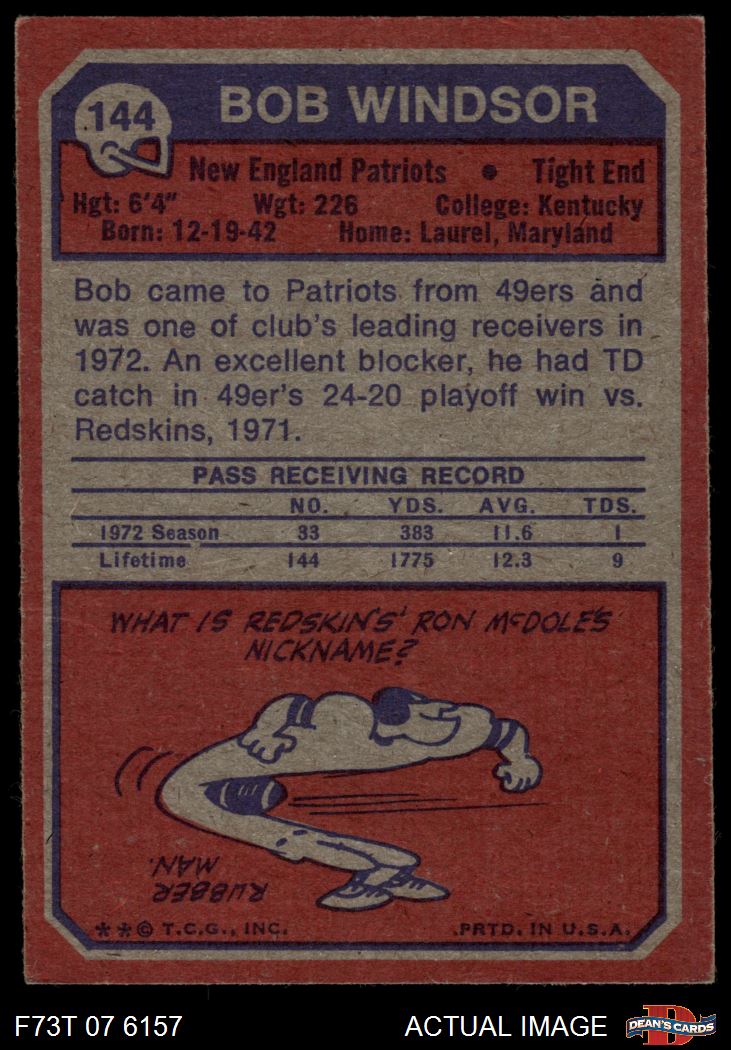 144
BOB WINDSOR
New England Patriots • Tight End
Hgt: 6'4" Wgt: 226 College: Kentucky
Born: 12-19-42 Home: Laurel, Maryland
Bob came to Patriots from 49ers and
was one of club's leading receivers in
1972. An excellent blocker, he had TD
catch in 49er's 24-20 playoff win vs.
Redskins, 1971.
PASS RECEIVING RECORD
NO. YDS. AVG. TDS.
1972 Season 33 383 11.6 1
Lifetime 144 1775 12.3 9
WHAT IS REDSKIN'S' RON McDOLE'S
NICKNAME?
RUBBER
MAN.
**© T.C.G., INC. PRTD. IN U.S.A.
F73T 07 6157 ACTUAL IMAGE
D
DEAN'S CARDS